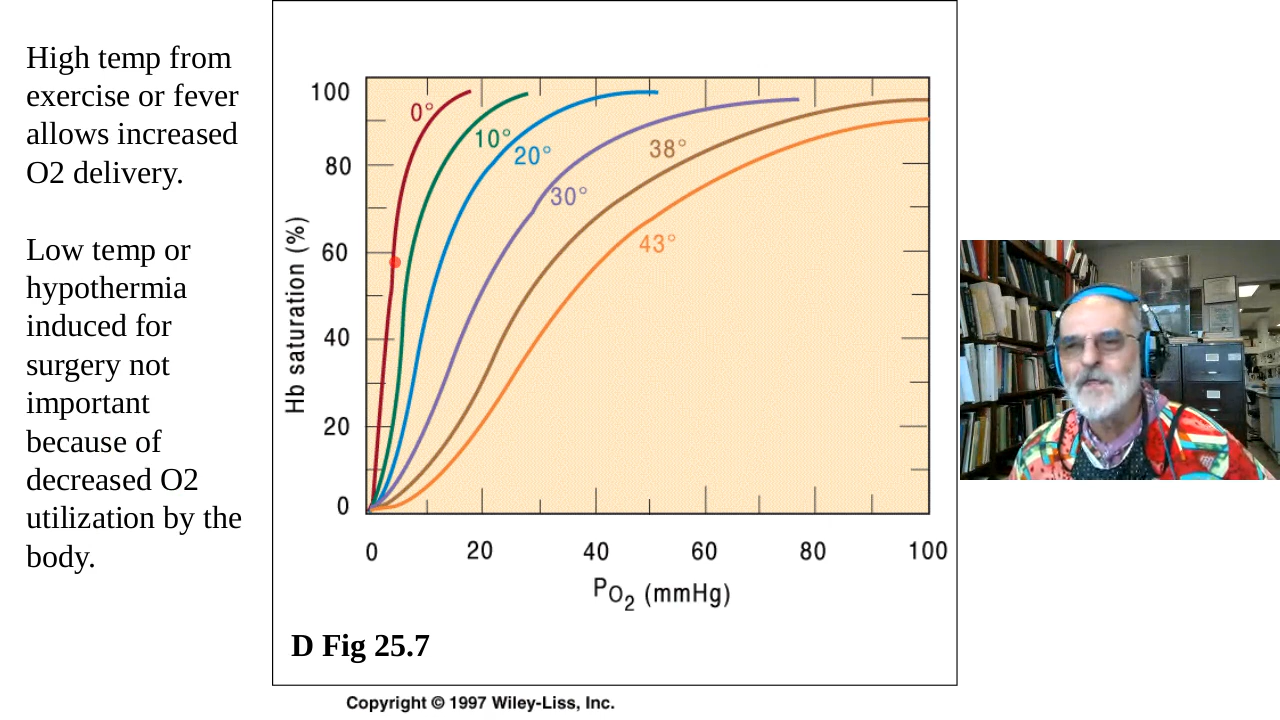 High temp from
exercise or fever
allows increased
O2 delivery.
Low temp or
hypothermia
induced for
surgery not
important
because of
decreased O2
utilization by the
body.
100
80
60
40
20
0
Hb saturation (%)
0°
10°
20°
30°
38°
43°
0 20 40 60 80 100
PO2 (mmHg)
D Fig 25.7
Copyright © 1997 Wiley-Liss, Inc.